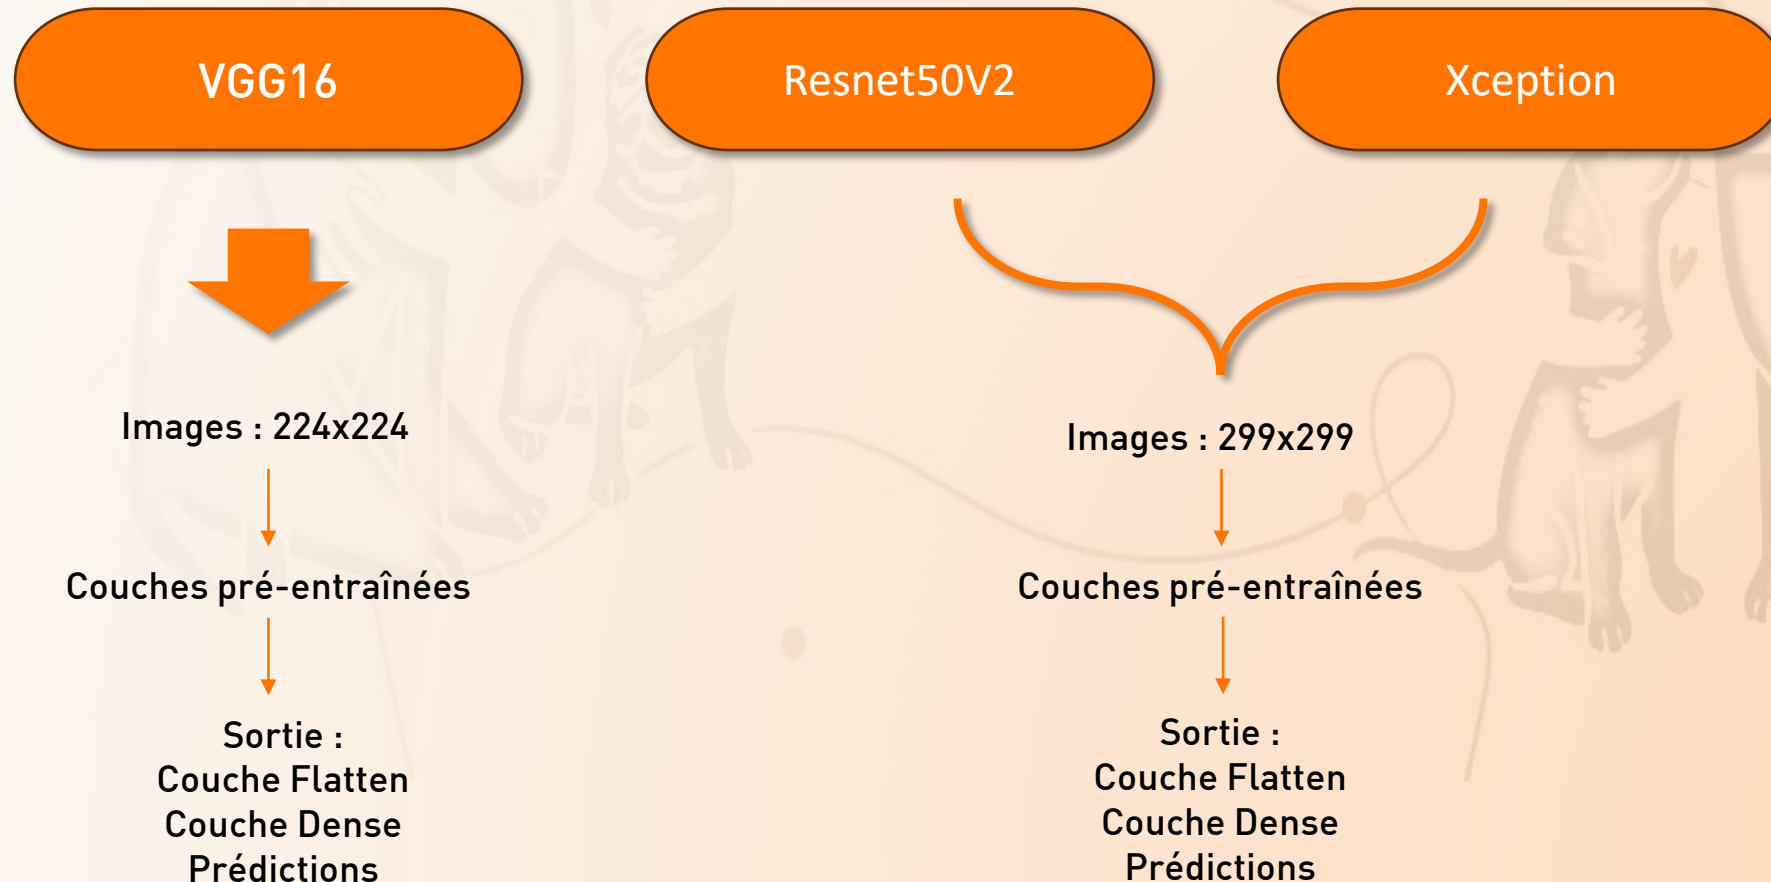 VGG16
Resnet50V2
Xception
Images : 224x224
Couches pré-entraînées
Sortie :
Couche Flatten
Couche Dense
Prédictions
Images : 299x299
Couches pré-entraînées
Sortie :
Couche Flatten
Couche Dense
Prédictions